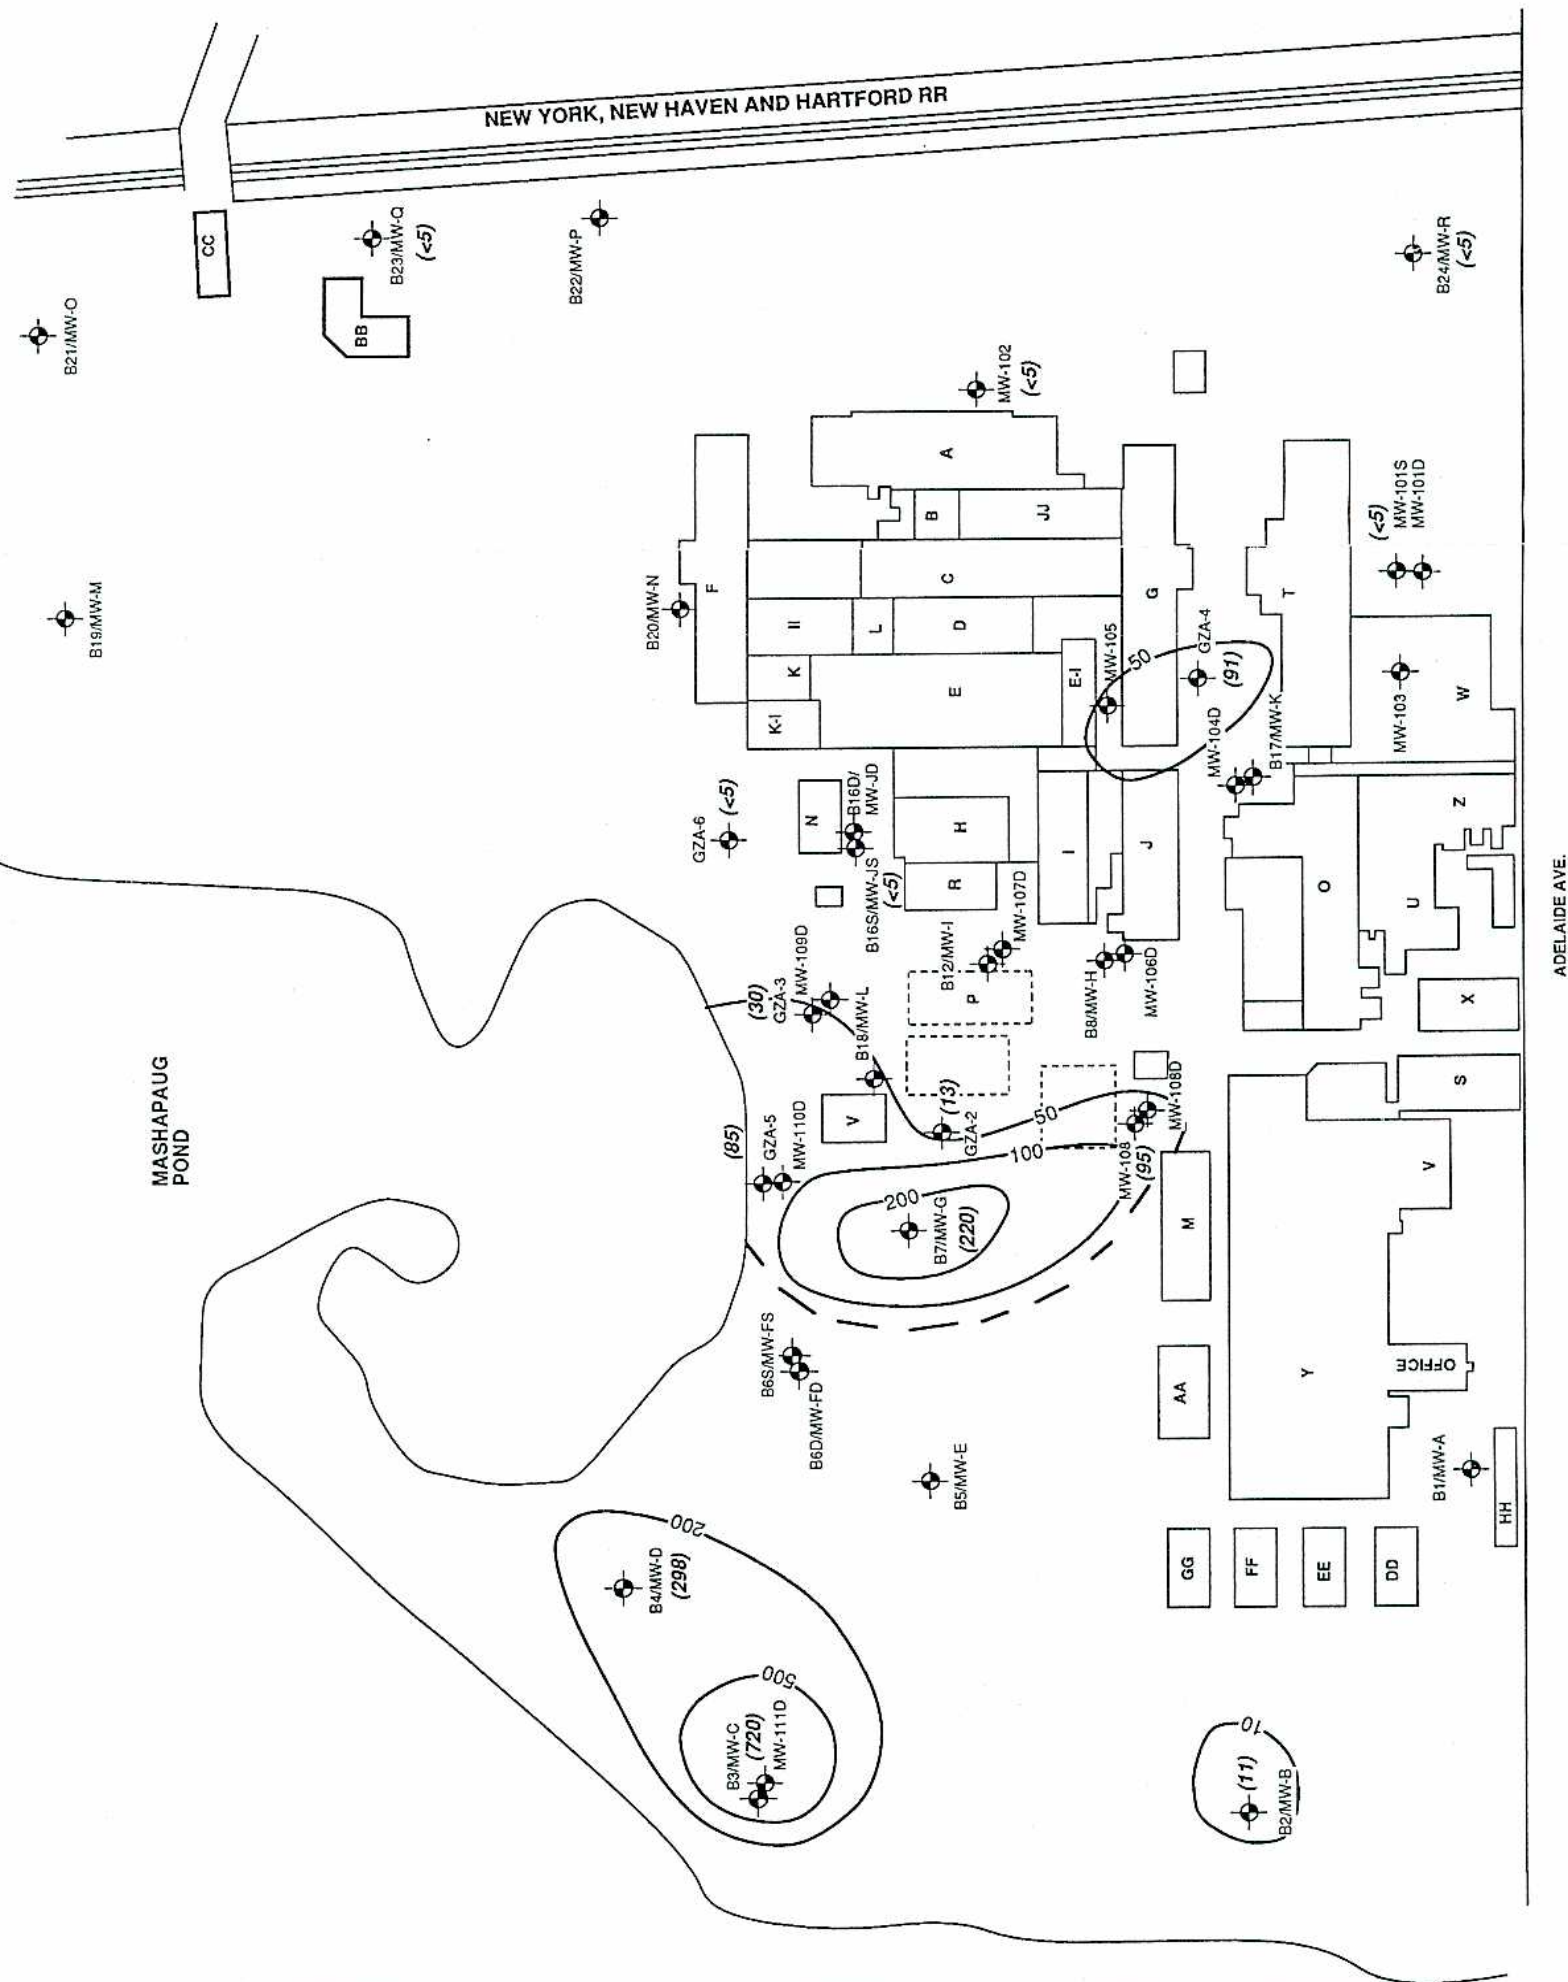 NEW YORK, NEW HAVEN AND HARTFORD RR
CC
B21/MW-O
B23/MW-Q
(<5)
BB
B22/MW-P
B24/MW-R
(<5)
MW-102
(<5)
A
F
B
JJ
C
G
T
(<5)
MW-101S
MW-101D
B19/MW-M
B20/MW-N
II
L
D
K
E
E-I
K-I
MW-105
50
GZA-4
(91)
MW-104D
B17/MW-K
MW-103
W
GZA-6
(<5)
N
B16D/
MW-JD
B16S/MW-JS
(<5)
H
R
I
J
O
Z
U
MW-107D
B12/MW-I
P
B8/MW-H
MW-106D
X
S
MW-109D
(30)
GZA-3
B18/MW-L
V
(13)
GZA-2
50
100
MW-108D
MW-108
(95)
MASHAPAUG
POND
(85)
GZA-5
MW-110D
200
B7/MW-G
(220)
M
V
Y
OFFICE
AA
B6S/MW-FS
B6D/MW-FD
B5/MW-E
B1/MW-A
HH
GG
FF
EE
DD
200
B4/MW-D
(298)
500
B3/MW-C
(720)
MW-111D
10
(11)
B2/MW-B
ADELAIDE AVE.